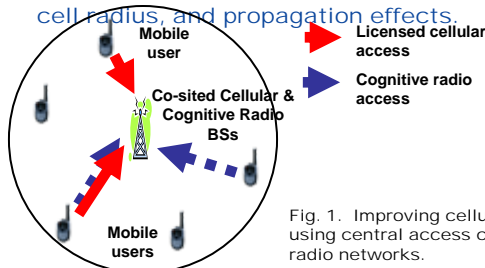 cell radius, and propagation effects.
Mobile
user
Licensed cellular
access
Cognitive radio
access
Co-sited Cellular &
Cognitive Radio
BSs
Mobile
users
Fig. 1. Improving cellu
using central access
radio networks.